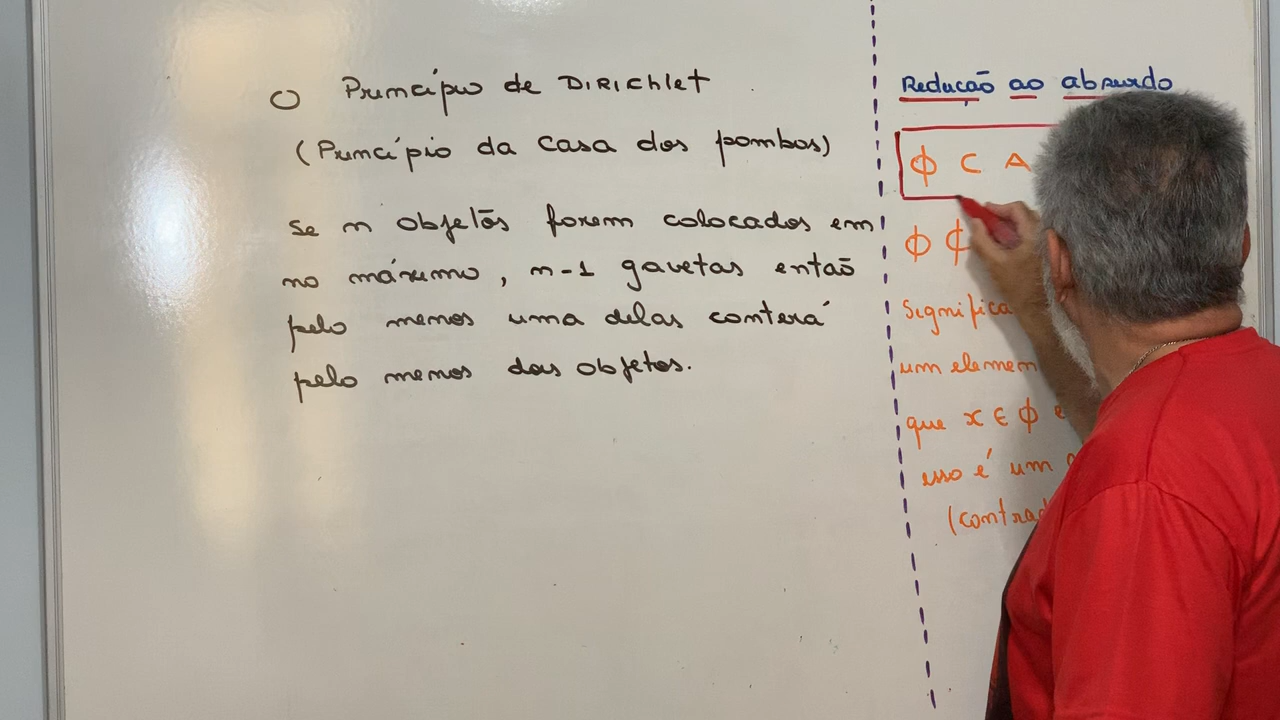 O Princípio de DIRIChlet
(Princípio da casa dos pombos)
Se n objetos forem colocados em
no máximo, n-1 gavetas então
pelo menos uma delas conterá
pelo menos dois objetos.
Redução ao absurdo
ϕ ⊂ A
ϕ ⊄
Significa
um elemen
que x ∈ ϕ e
isso é um
(contrad